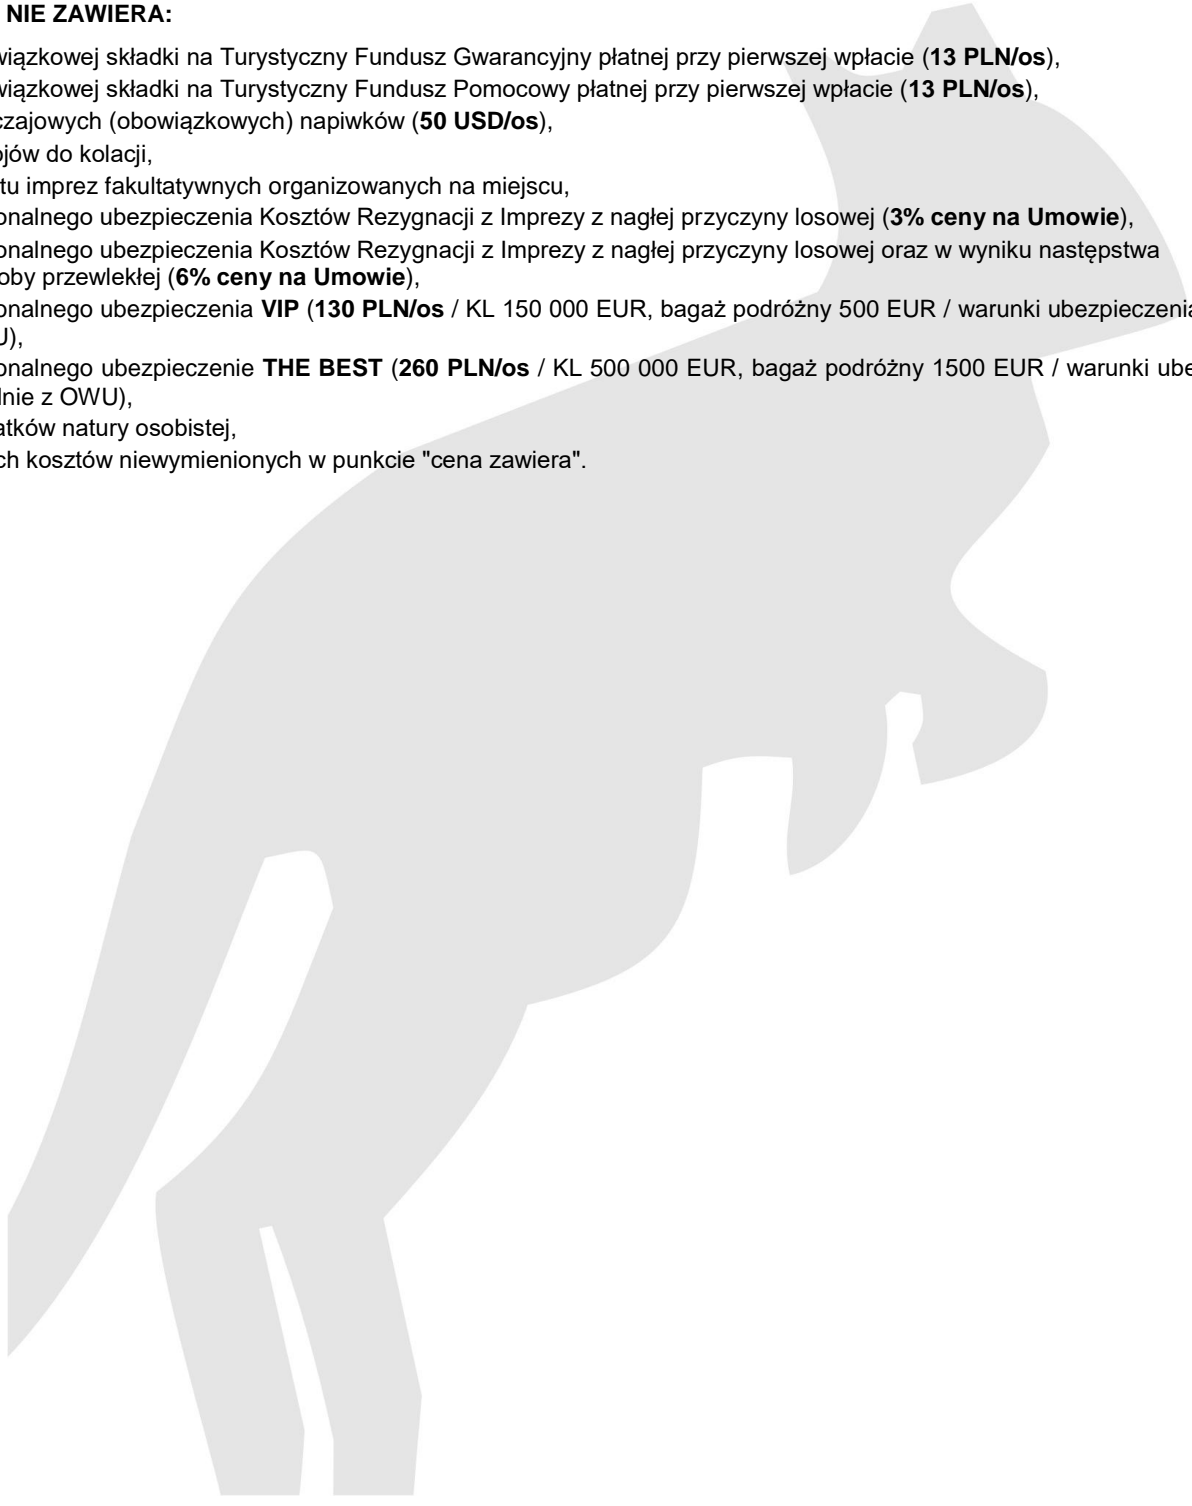 NIE ZAWIERA:
wiązkowej składki na Turystyczny Fundusz Gwarancyjny płatnej przy pierwszej wpłacie (13 PLN/os),
wiązkowej składki na Turystyczny Fundusz Pomocowy płatnej przy pierwszej wpłacie (13 PLN/os),
czajowych (obowiązkowych) napiwków (50 USD/os),
ojów do kolacji,
tu imprez fakultatywnych organizowanych na miejscu,
onalnego ubezpieczenia Kosztów Rezygnacji z Imprezy z nagłej przyczyny losowej (3% ceny na Umowie),
onalnego ubezpieczenia Kosztów Rezygnacji z Imprezy z nagłej przyczyny losowej oraz w wyniku następstwa
oby przewlekłej (6% ceny na Umowie),
onalnego ubezpieczenia VIP (130 PLN/os / KL 150 000 EUR, bagaż podróżny 500 EUR / warunki ubezpieczenia
U),
onalnego ubezpieczenie THE BEST (260 PLN/os / KL 500 000 EUR, bagaż podróżny 1500 EUR / warunki ube
dnie z OWU),
atków natury osobistej,
ch kosztów niewymienionych w punkcie "cena zawiera".